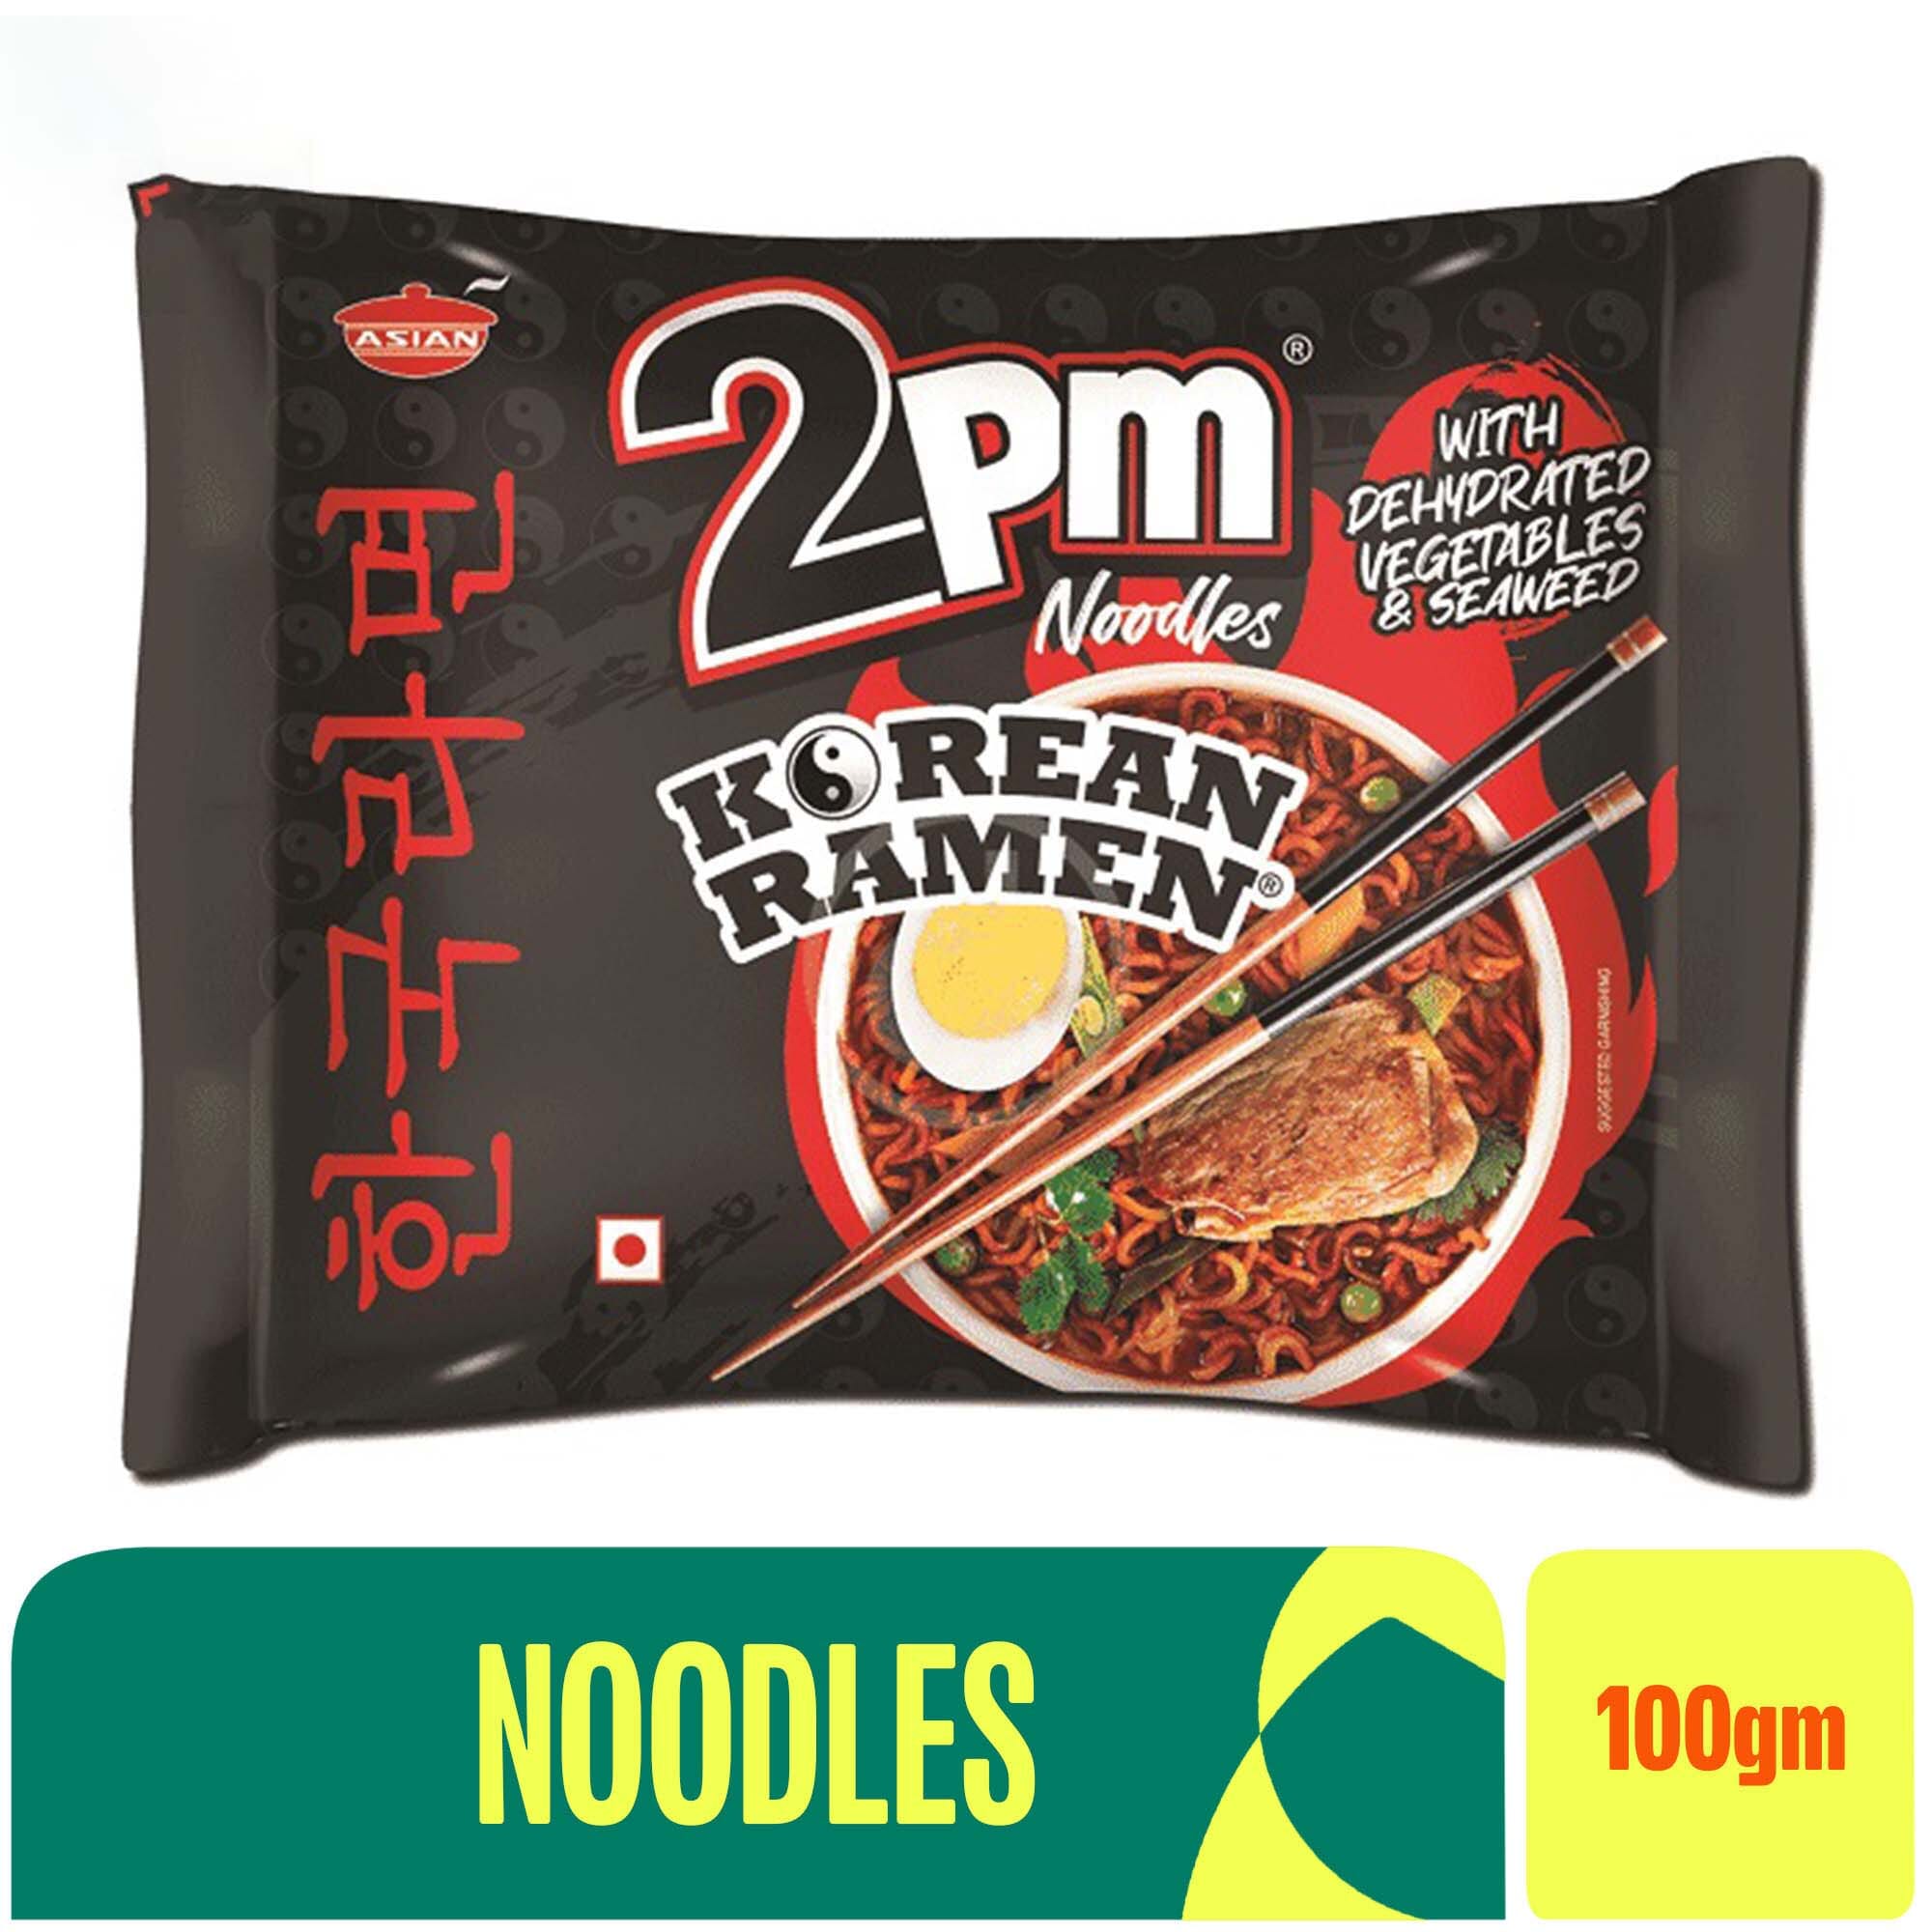 ASIAN
2pm®
Noodles
WITH
DEHYDRATED
VEGETABLES
& SEAWEED
KOREAN
RAMEN®
한국라면
SUGGESTED GARNISHING
NOODLES
100gm